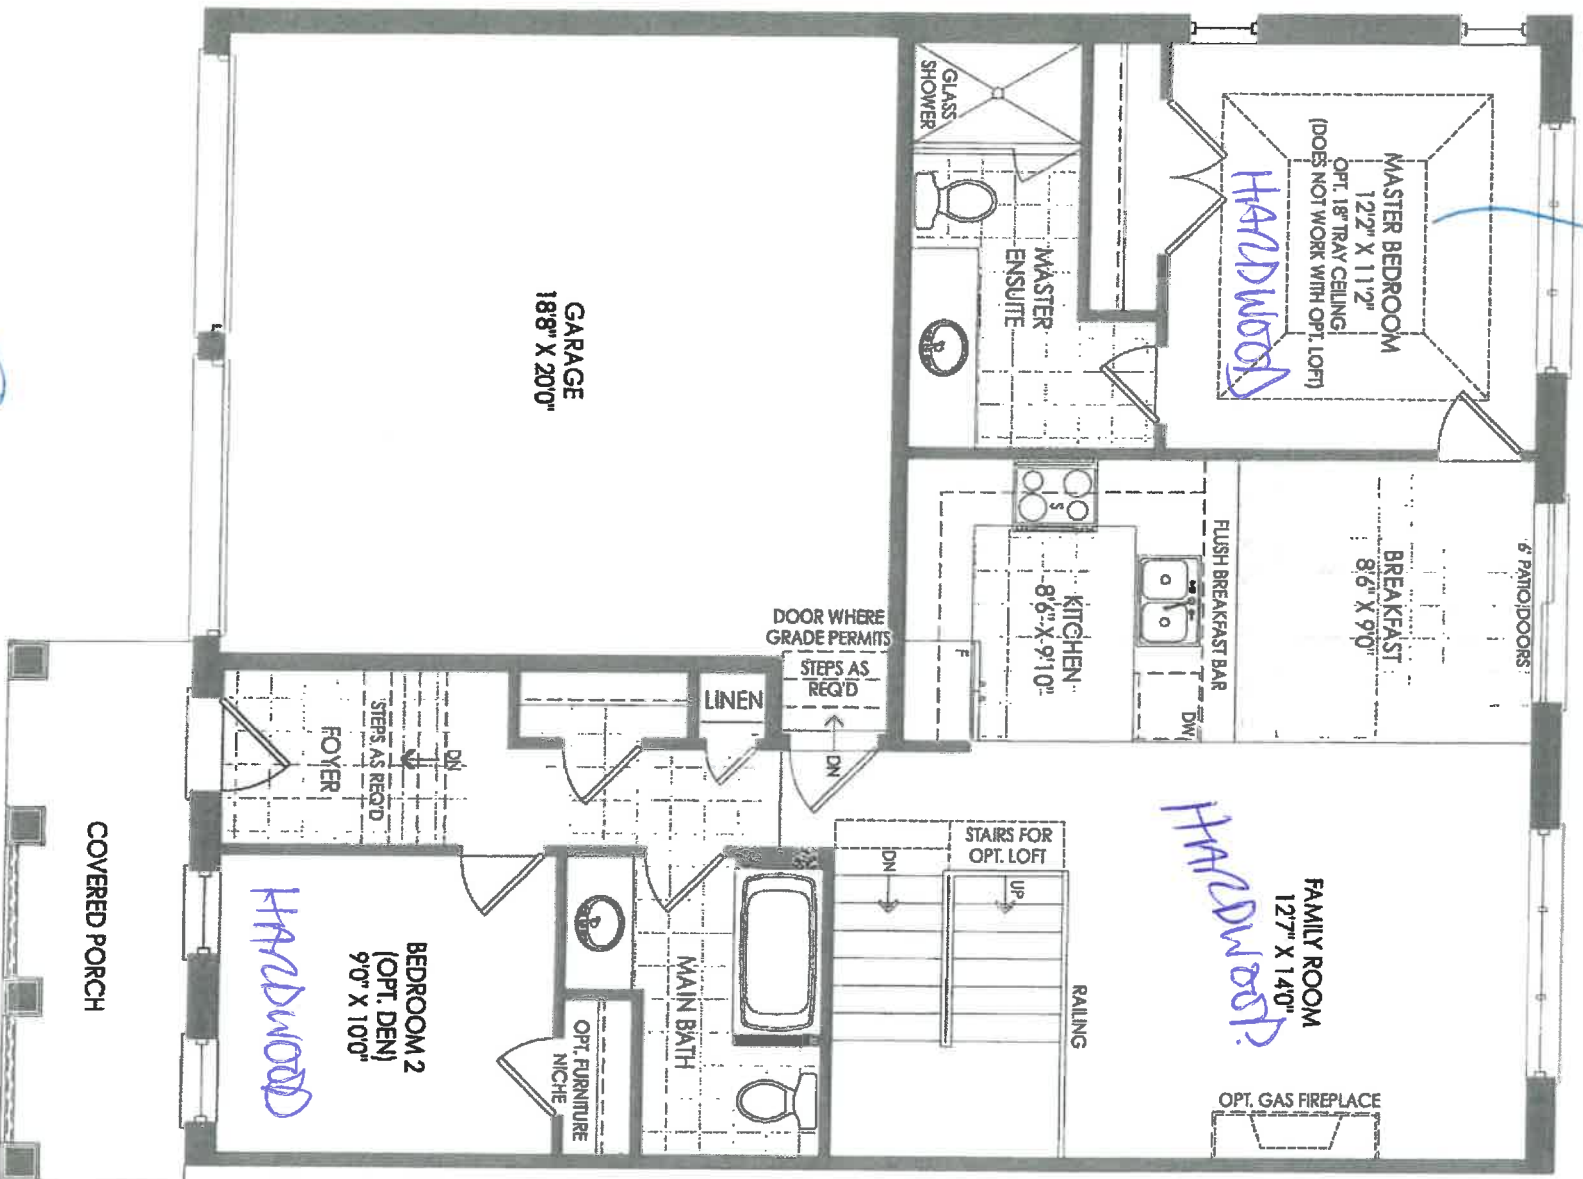 GLASS
SHOWER
MASTER
ENSUITE
MASTER BEDROOM
12'2" X 11'2"
OPT. 18" TRAY CEILING
(DOES NOT WORK WITH OPT. LOFT)
HARDWOOD
GARAGE
18'8" X 20'0"
6' PATIO DOORS
BREAKFAST
8'6" X 9'0"
FLUSH BREAKFAST BAR
KITCHEN
8'6" X 9'10"
S
DW
F
DOOR WHERE
GRADE PERMITS
STEPS AS
REQ'D
DN
LINEN
FOYER
STEPS AS REQ'D
DN
STAIRS FOR
OPT. LOFT
DN
UP
RAILING
FAMILY ROOM
12'7" X 14'0"
HARDWOOD
OPT. GAS FIREPLACE
MAIN BATH
OPT. FURNITURE
NICHE
BEDROOM 2
(OPT. DEN)
9'0" X 10'0"
HARDWOOD
COVERED PORCH